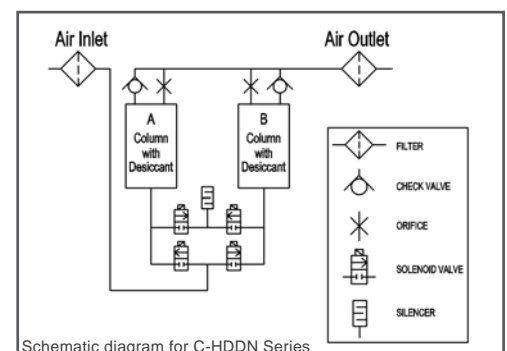 Air Inlet
Air Outlet
A
Column
with
Desiccant
B
Column
with
Desiccant
FILTER
CHECK VALVE
ORIFICE
SOLENOID VALVE
SILENCER
Schematic diagram for C-HDDN Series